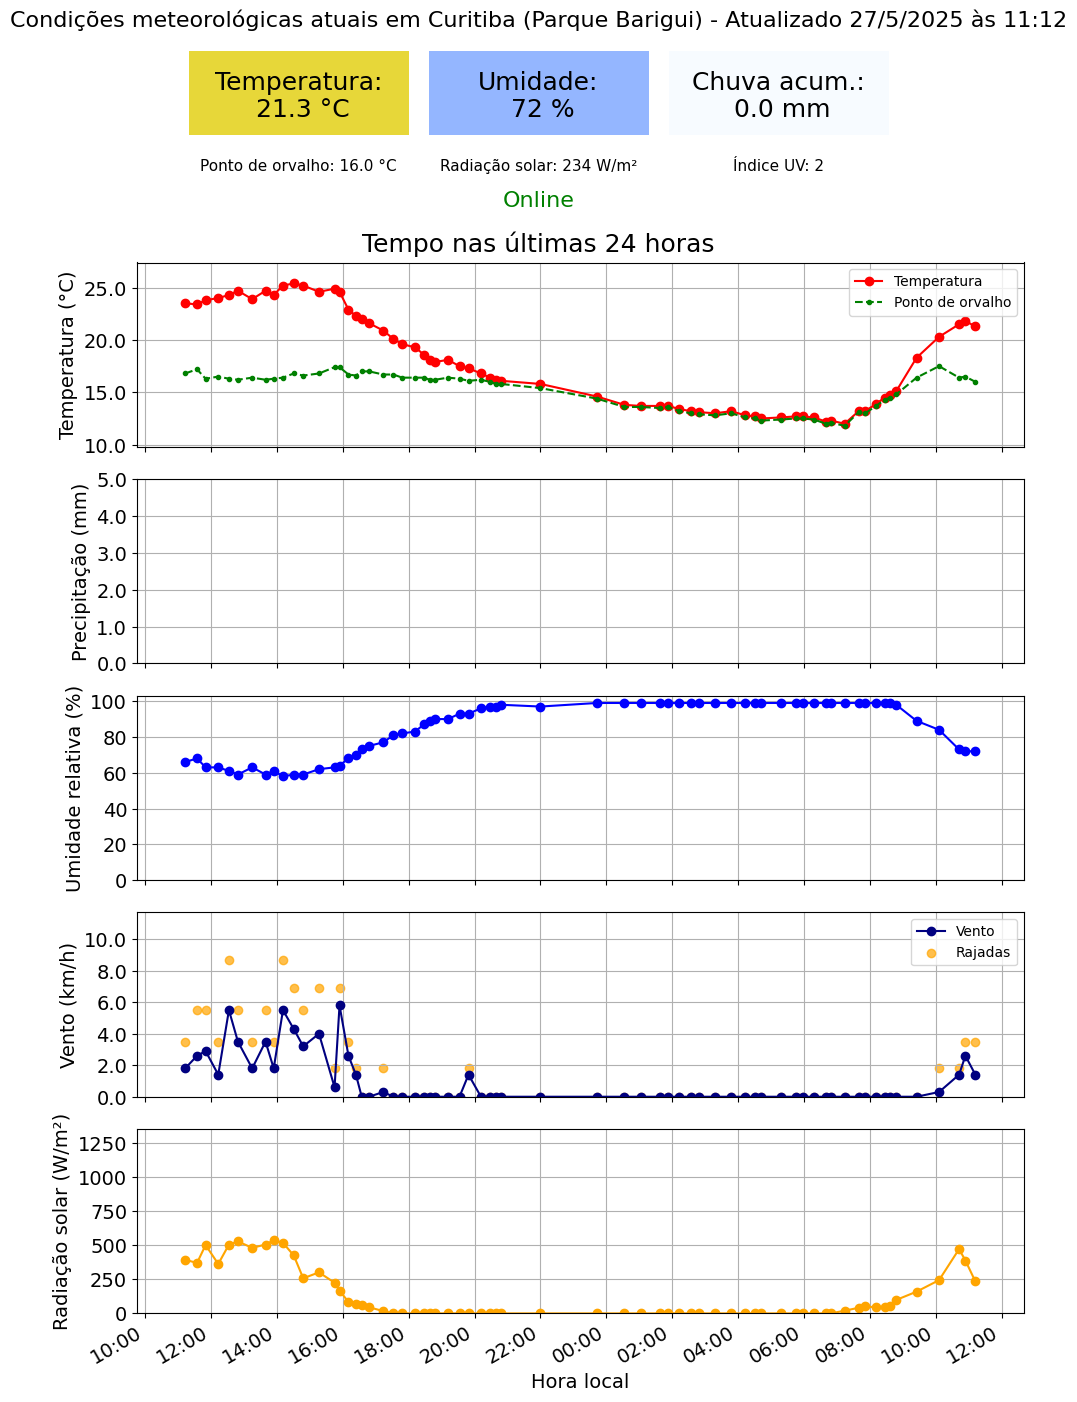 Condições meteorológicas atuais em Curitiba (Parque Barigui) - Atualizado 27/5/2025 às 11:12
Temperatura:
21.3 °C
Umidade:
72 %
Chuva acum.:
0.0 mm
Ponto de orvalho: 16.0 °C
Radiação solar: 234 W/m²
Índice UV: 2
Online
Tempo nas últimas 24 horas
Temperatura (°C)
25.0
20.0
15.0
10.0
Temperatura
Ponto de orvalho
Precipitação (mm)
5.0
4.0
3.0
2.0
1.0
0.0
Umidade relativa (%)
100
80
60
40
20
0
Vento (km/h)
10.0
8.0
6.0
4.0
2.0
0.0
Vento
Rajadas
Radiação solar (W/m²)
1250
1000
750
500
250
0
10:00
12:00
14:00
16:00
18:00
20:00
22:00
00:00
02:00
04:00
06:00
08:00
10:00
12:00
Hora local